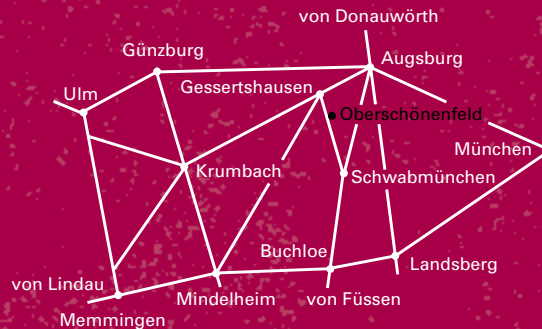 von Donauwörth
Günzburg
Augsburg
Gessertshausen
Ulm
Oberschönenfeld
München
Krumbach
Schwabmünchen
Buchloe
Landsberg
von Lindau
Mindelheim
von Füssen
Memmingen